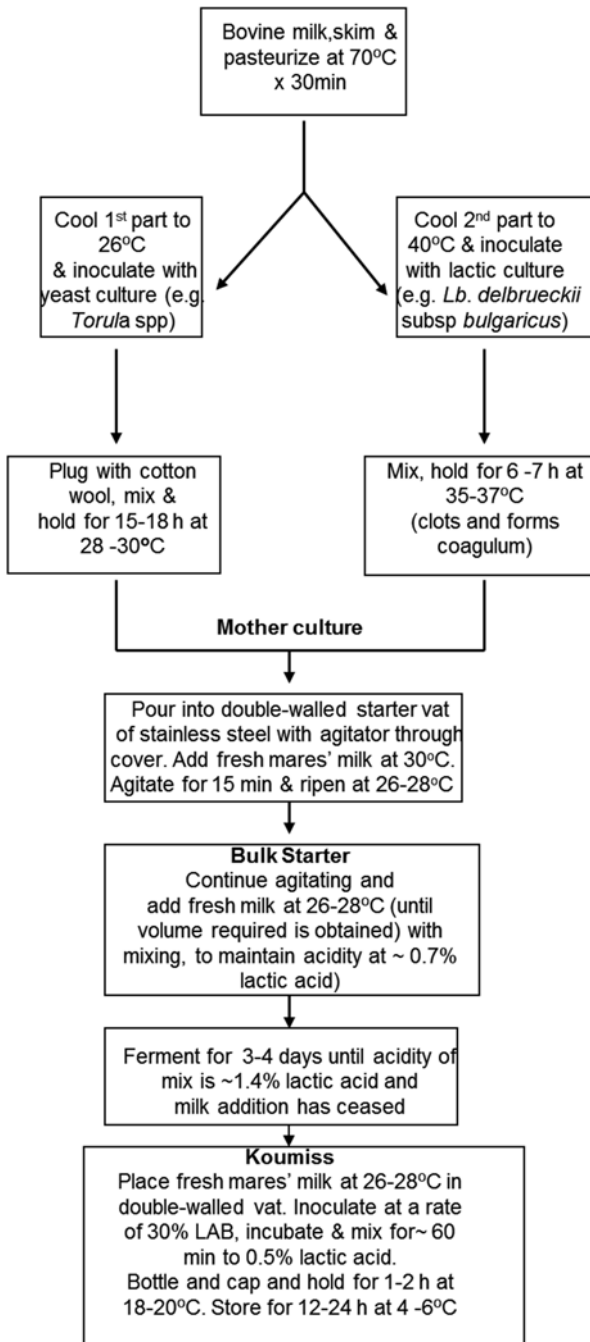 Bovine milk,skim &
pasteurize at 70ºC
x 30min
Cool 1st part to
26ºC
& inoculate with
yeast culture (e.g.
Torula spp)
Cool 2nd part to
40ºC & inoculate
with lactic culture
(e.g. Lb. delbrueckii
subsp bulgaricus)
Plug with cotton
wool, mix &
hold for 15-18 h at
28 -30ºC
Mix, hold for 6 -7 h at
35-37ºC
(clots and forms
coagulum)
Mother culture
Pour into double-walled starter vat
of stainless steel with agitator through
cover. Add fresh mares’ milk at 30ºC.
Agitate for 15 min & ripen at 26-28ºC
Bulk Starter
Continue agitating and
add fresh milk at 26-28ºC (until
volume required is obtained) with
mixing, to maintain acidity at ~ 0.7%
lactic acid)
Ferment for 3-4 days until acidity of
mix is ~1.4% lactic acid and
milk addition has ceased
Koumiss
Place fresh mares’ milk at 26-28ºC in
double-walled vat. Inoculate at a rate
of 30% LAB, incubate & mix for~ 60
min to 0.5% lactic acid.
Bottle and cap and hold for 1-2 h at
18-20ºC. Store for 12-24 h at 4 -6ºC